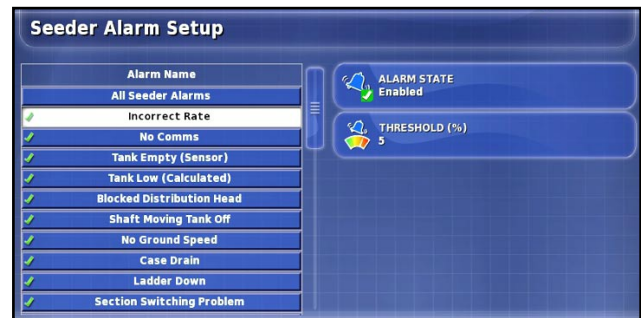 Seeder Alarm Setup
Alarm Name
All Seeder Alarms
Incorrect Rate
No Comms
Tank Empty (Sensor)
Tank Low (Calculated)
Blocked Distribution Head
Shaft Moving Tank Off
No Ground Speed
Case Drain
Ladder Down
Section Switching Problem
ALARM STATE
Enabled
THRESHOLD (%)
5